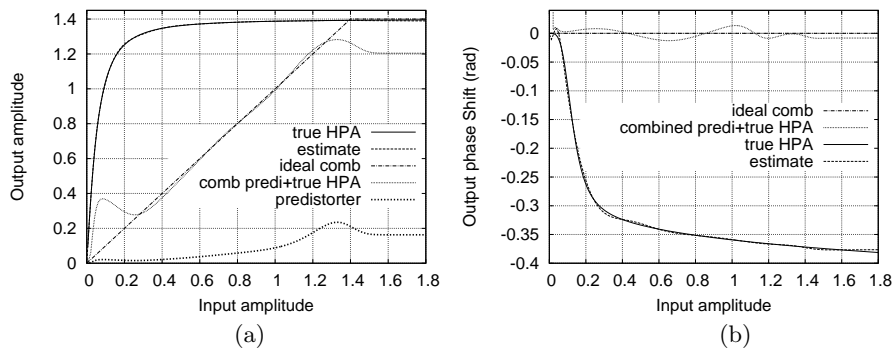 1.4
1.2
1
0.8
0.6
0.4
0.2
0
Output amplitude
true HPA
estimate
ideal comb
comb predi+true HPA
predistorter
0 0.2 0.4 0.6 0.8 1 1.2 1.4 1.6 1.8
Input amplitude
(a)
0
-0.05
-0.1
-0.15
-0.2
-0.25
-0.3
-0.35
-0.4
Output phase Shift (rad)
ideal comb
combined predi+true HPA
true HPA
estimate
0 0.2 0.4 0.6 0.8 1 1.2 1.4 1.6 1.8
Input amplitude
(b)